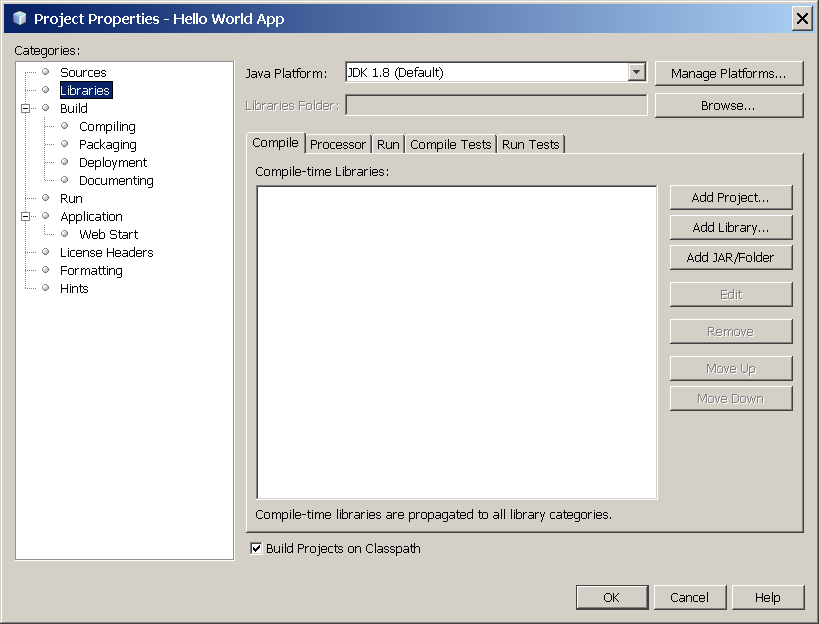 Project Properties - Hello World App
Categories:
Sources
Libraries
Build
Compiling
Packaging
Deployment
Documenting
Run
Application
Web Start
License Headers
Formatting
Hints
Java Platform: JDK 1.8 (Default) Manage Platforms...
Libraries Folder: Browse...
Compile Processor Run Compile Tests Run Tests
Compile-time Libraries:
Add Project...
Add Library...
Add JAR/Folder
Edit
Remove
Move Up
Move Down
Compile-time libraries are propagated to all library categories.
Build Projects on Classpath
OK Cancel Help